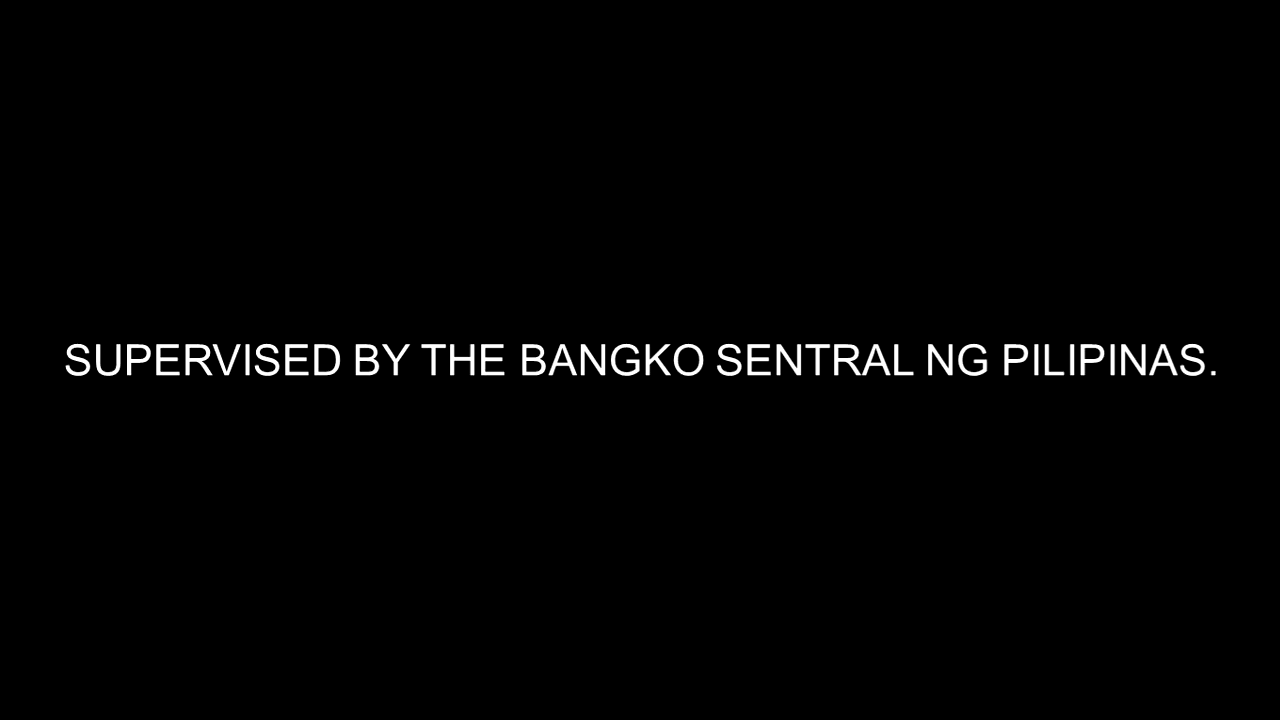 SUPERVISED BY THE BANGKO SENTRAL NG PILIPINAS.